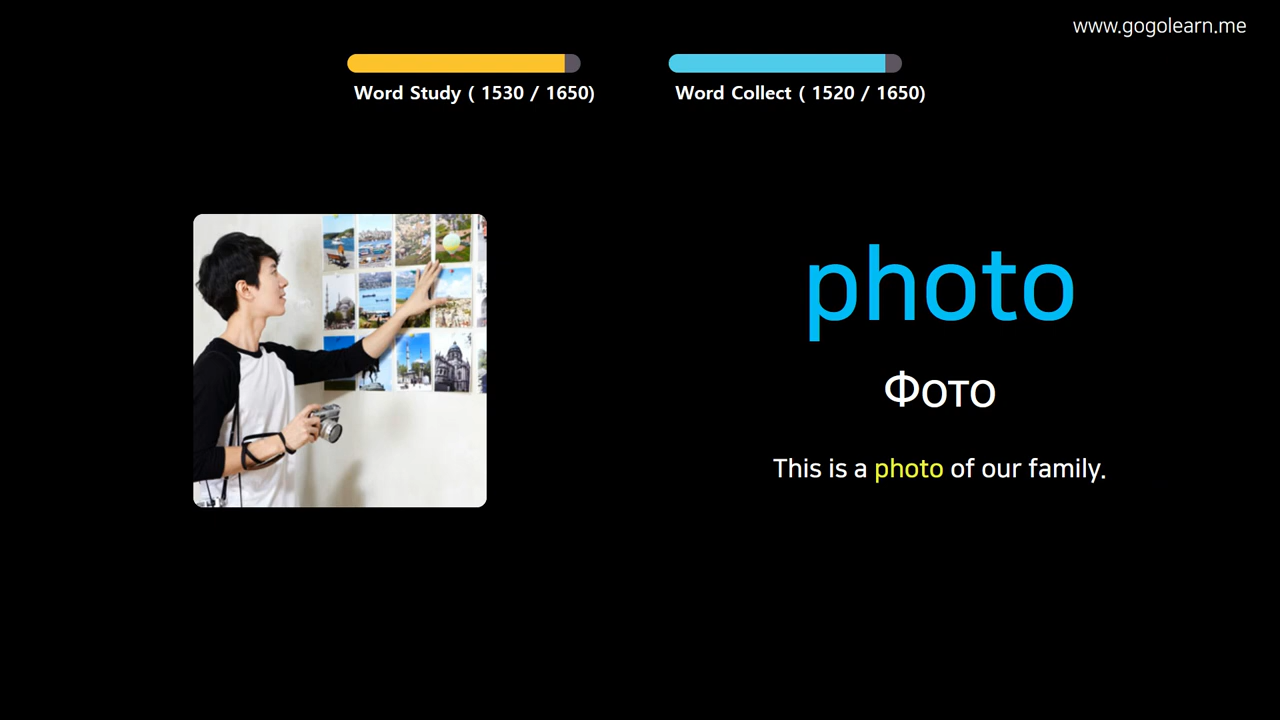 www.gogolearn.me
Word Study ( 1530 / 1650)
Word Collect ( 1520 / 1650)
photo
Фото
This is a photo of our family.